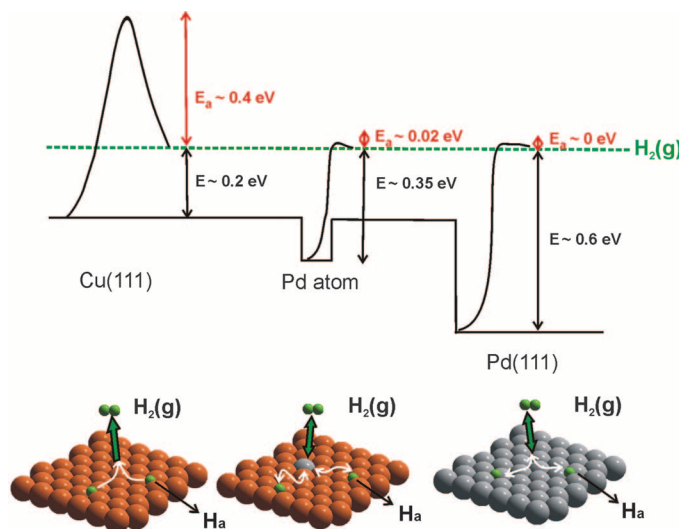 Eₐ ~ 0.4 eV
Eₐ ~ 0.02 eV
Eₐ ~ 0 eV
H₂(g)
E ~ 0.2 eV
E ~ 0.35 eV
E ~ 0.6 eV
Cu(111)
Pd atom
Pd(111)
H₂(g)
H₂(g)
H₂(g)
Hₐ
Hₐ
Hₐ